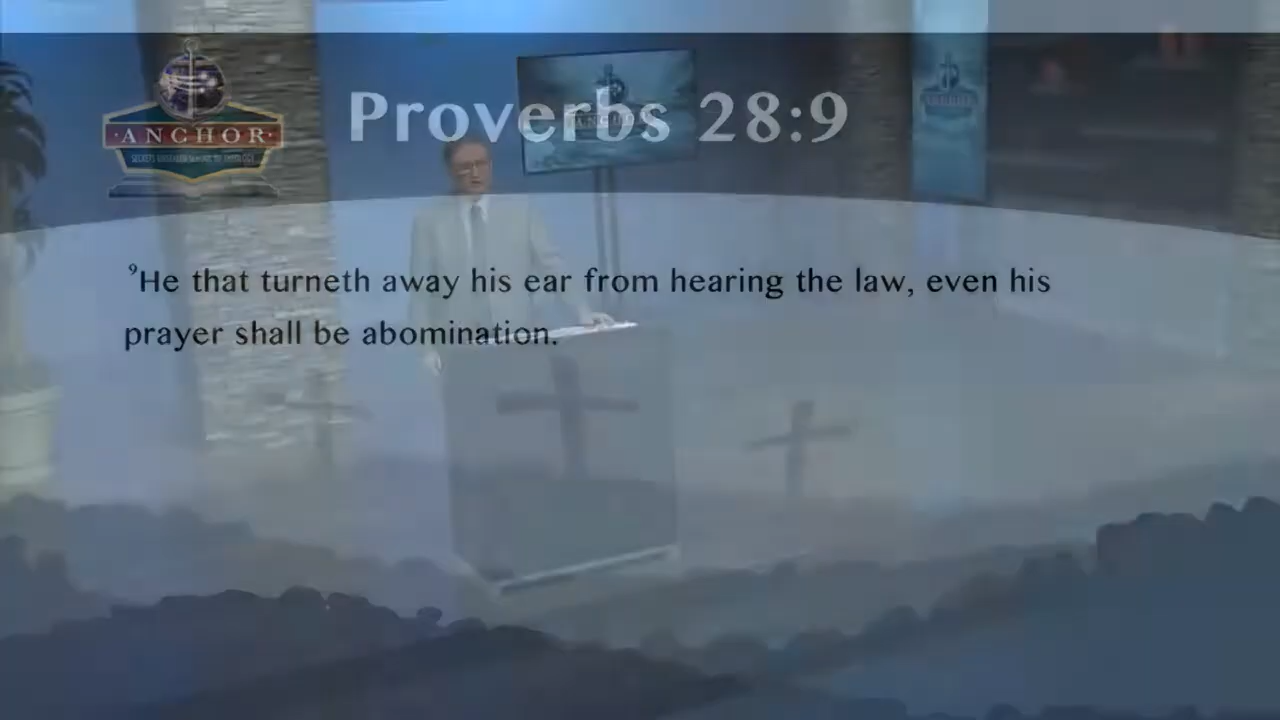 Proverbs 28:9
·ANCHOR·
⁹He that turneth away his ear from hearing the law, even his
prayer shall be abomination.